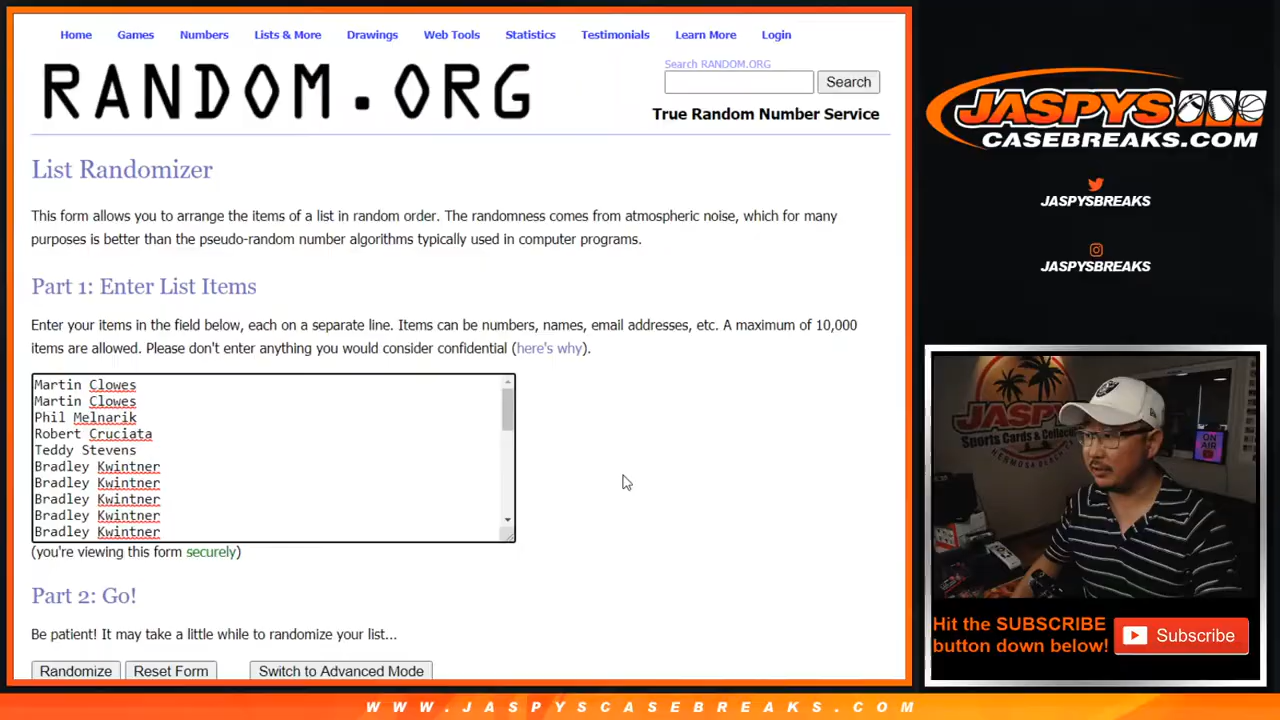 Home Games Numbers Lists & More Drawings Web Tools Statistics Testimonials Learn More Login
RANDOM.ORG
Search RANDOM.ORG
Search
True Random Number Service
List Randomizer
This form allows you to arrange the items of a list in random order. The randomness comes from atmospheric noise, which for many
purposes is better than the pseudo-random number algorithms typically used in computer programs.
Part 1: Enter List Items
Enter your items in the field below, each on a separate line. Items can be numbers, names, email addresses, etc. A maximum of 10,000
items are allowed. Please don't enter anything you would consider confidential (here's why).
Martin Clowes
Martin Clowes
Phil Melnarik
Robert Cruciata
Teddy Stevens
Bradley Kwintner
Bradley Kwintner
Bradley Kwintner
Bradley Kwintner
Bradley Kwintner
(you're viewing this form securely)
Part 2: Go!
Be patient! It may take a little while to randomize your list...
Randomize Reset Form Switch to Advanced Mode
JASPYS
CASEBREAKS.COM
JASPYSBREAKS
JASPYSBREAKS
JASPYS
Sports Cards & Collec
HERMOSA BEACH
ON AIR
Hit the SUBSCRIBE
button down below!
Subscribe
WWW.JASPYSCASEBREAKS.COM